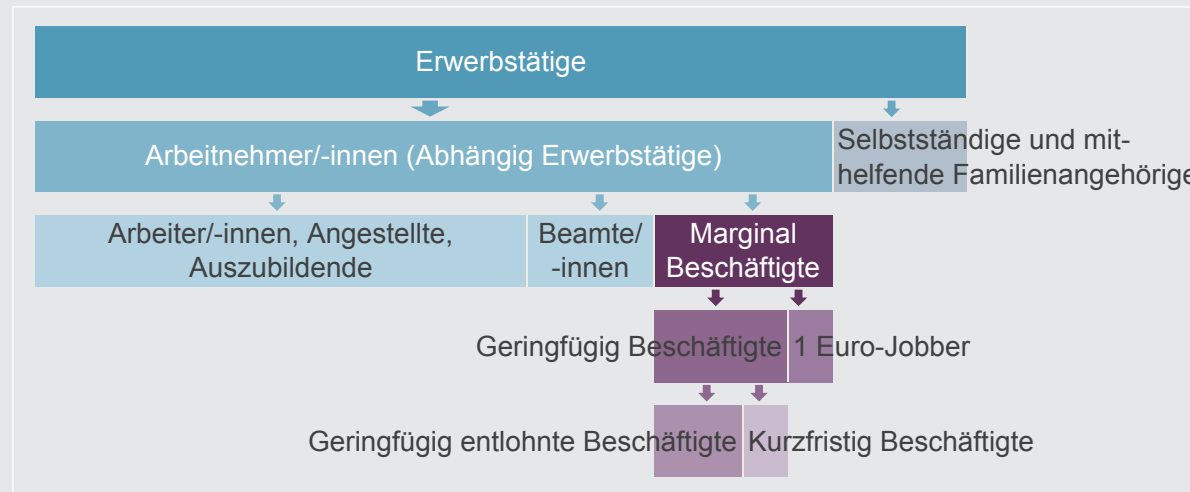 Erwerbstätige
Arbeitnehmer/-innen (Abhängig Erwerbstätige)
Selbstständige und mit-
helfende Familienangehörige
Arbeiter/-innen, Angestellte,
Auszubildende
Beamte/
-innen
Marginal
Beschäftigte
Geringfügig Beschäftigte
1 Euro-Jobber
Geringfügig entlohnte Beschäftigte
Kurzfristig Beschäftigte